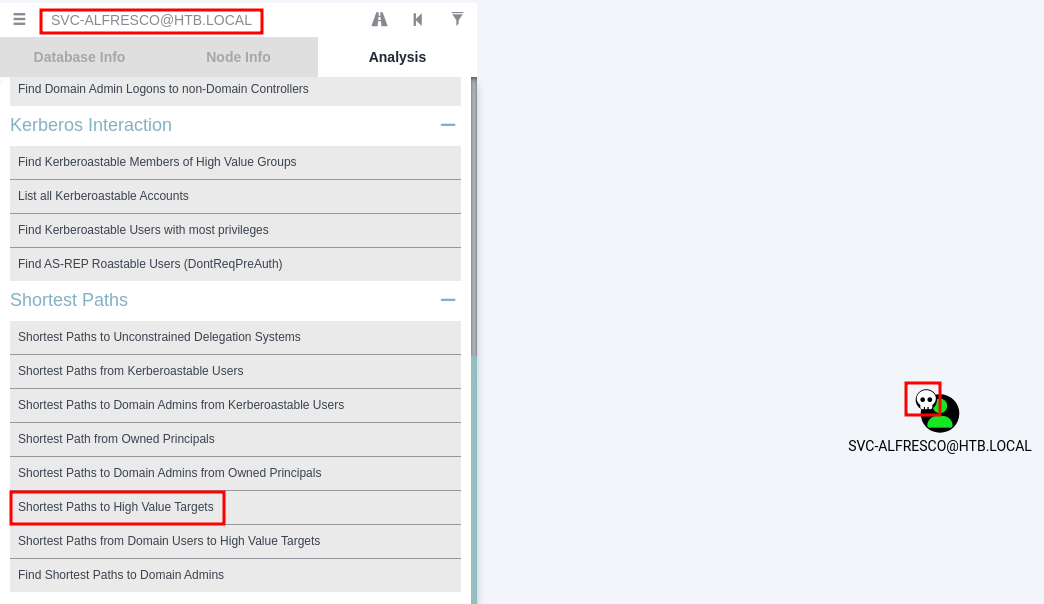 SVC-ALFRESCO@HTB.LOCAL
Database Info
Node Info
Analysis
Find Domain Admin Logons to non-Domain Controllers
Kerberos Interaction
Find Kerberoastable Members of High Value Groups
List all Kerberoastable Accounts
Find Kerberoastable Users with most privileges
Find AS-REP Roastable Users (DontReqPreAuth)
Shortest Paths
Shortest Paths to Unconstrained Delegation Systems
Shortest Paths from Kerberoastable Users
Shortest Paths to Domain Admins from Kerberoastable Users
Shortest Path from Owned Principals
Shortest Paths to Domain Admins from Owned Principals
Shortest Paths to High Value Targets
Shortest Paths from Domain Users to High Value Targets
Find Shortest Paths to Domain Admins
SVC-ALFRESCO@HTB.LOCAL